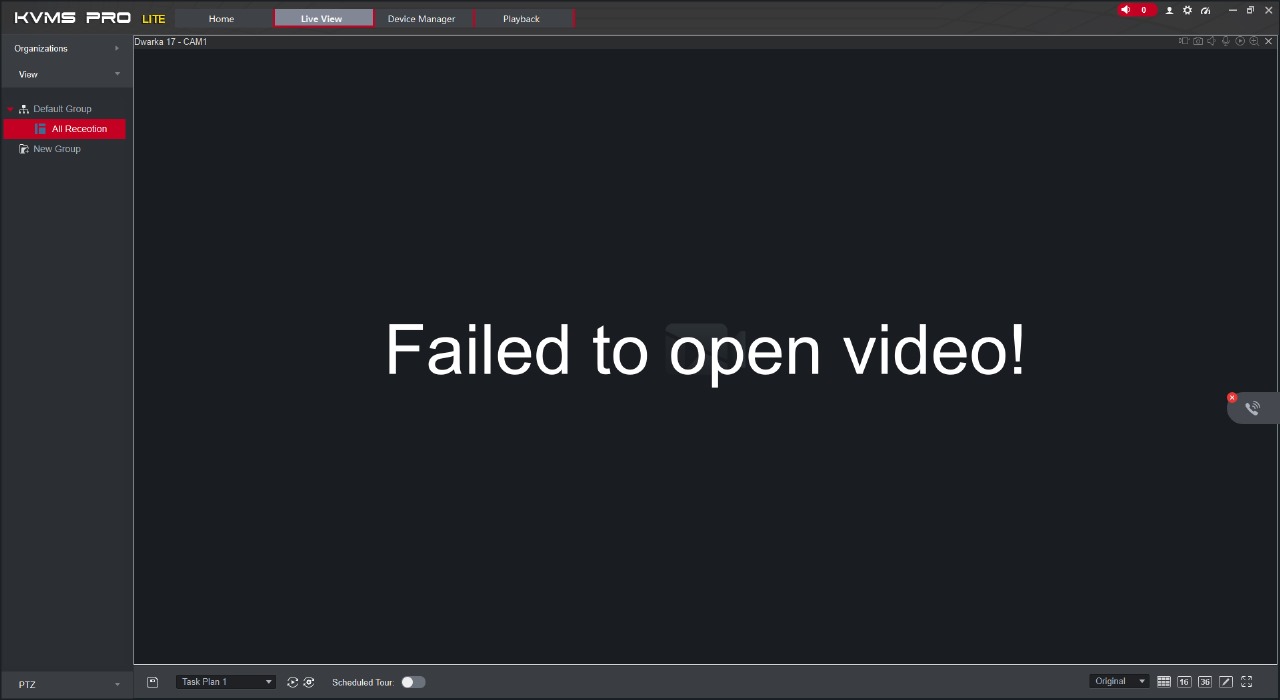 KVMS PRO LITE
Home
Live View
Device Manager
Playback
0
Organizations
View
Default Group
All Receotion
New Group
Dwarka 17 - CAM1
Failed to open video!
PTZ
Task Plan 1
Scheduled Tour:
Original
16
36